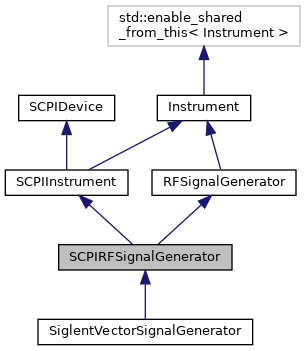 std::enable_shared
_from_this< Instrument >
SCPIDevice
Instrument
SCPIInstrument
RFSignalGenerator
SCPIRFSignalGenerator
SiglentVectorSignalGenerator